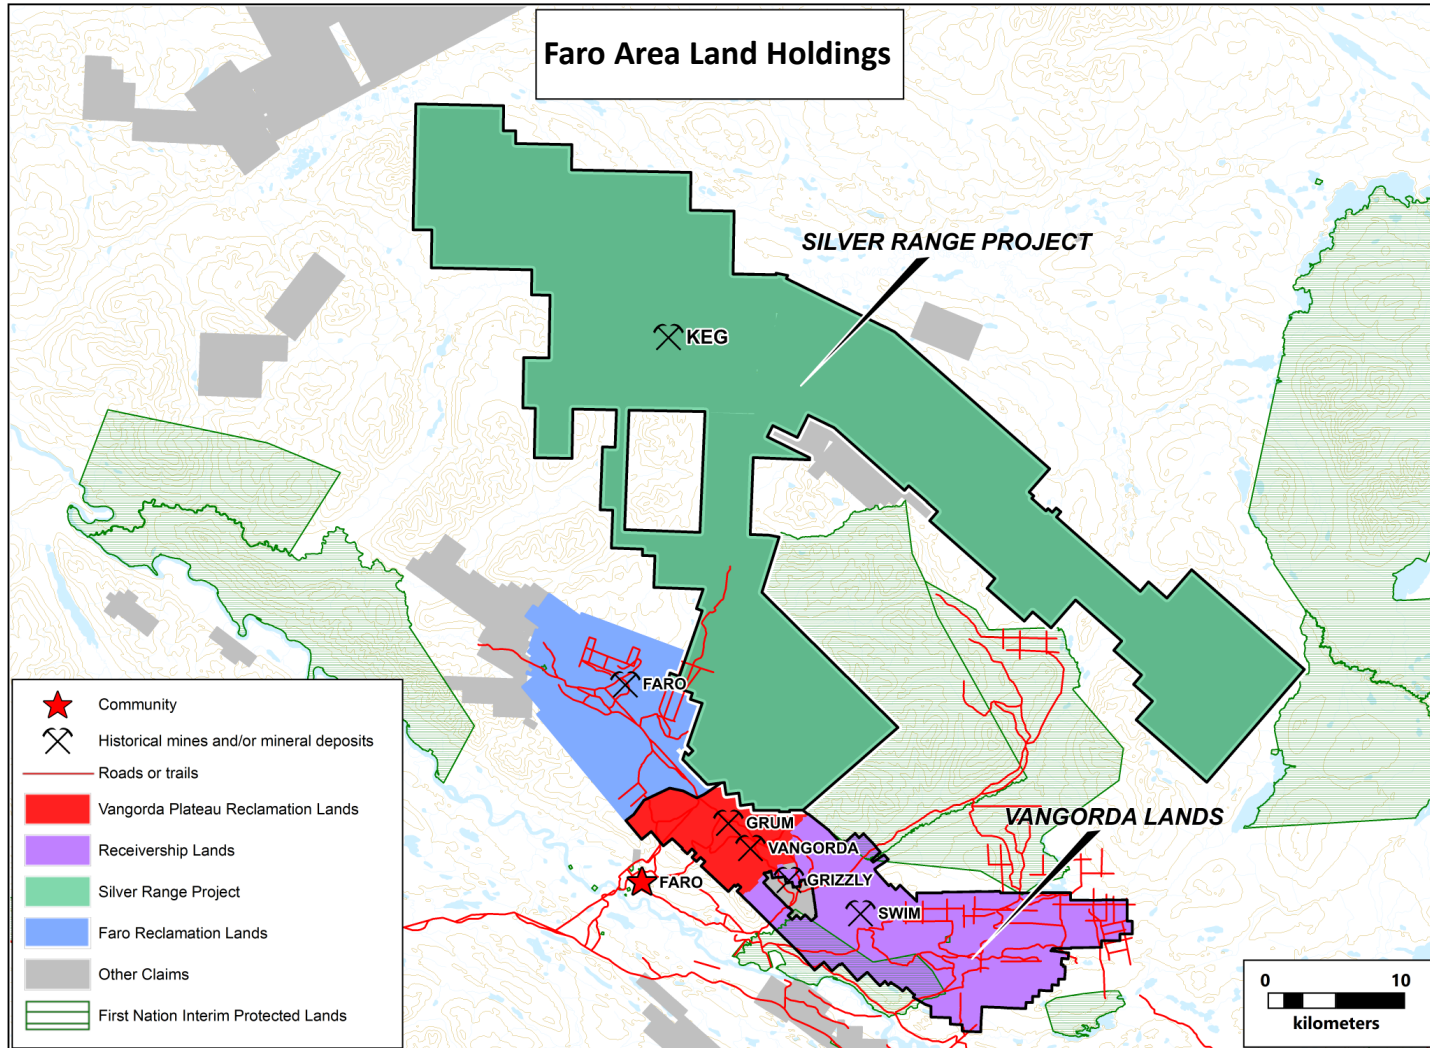 Faro Area Land Holdings
SILVER RANGE PROJECT
KEG
FARO
VANGORDA LANDS
GRUM
VANGORDA
GRIZZLY
FARO
SWIM
Community
Historical mines and/or mineral deposits
Roads or trails
Vangorda Plateau Reclamation Lands
Receivership Lands
Silver Range Project
Faro Reclamation Lands
Other Claims
First Nation Interim Protected Lands
0 10
kilometers